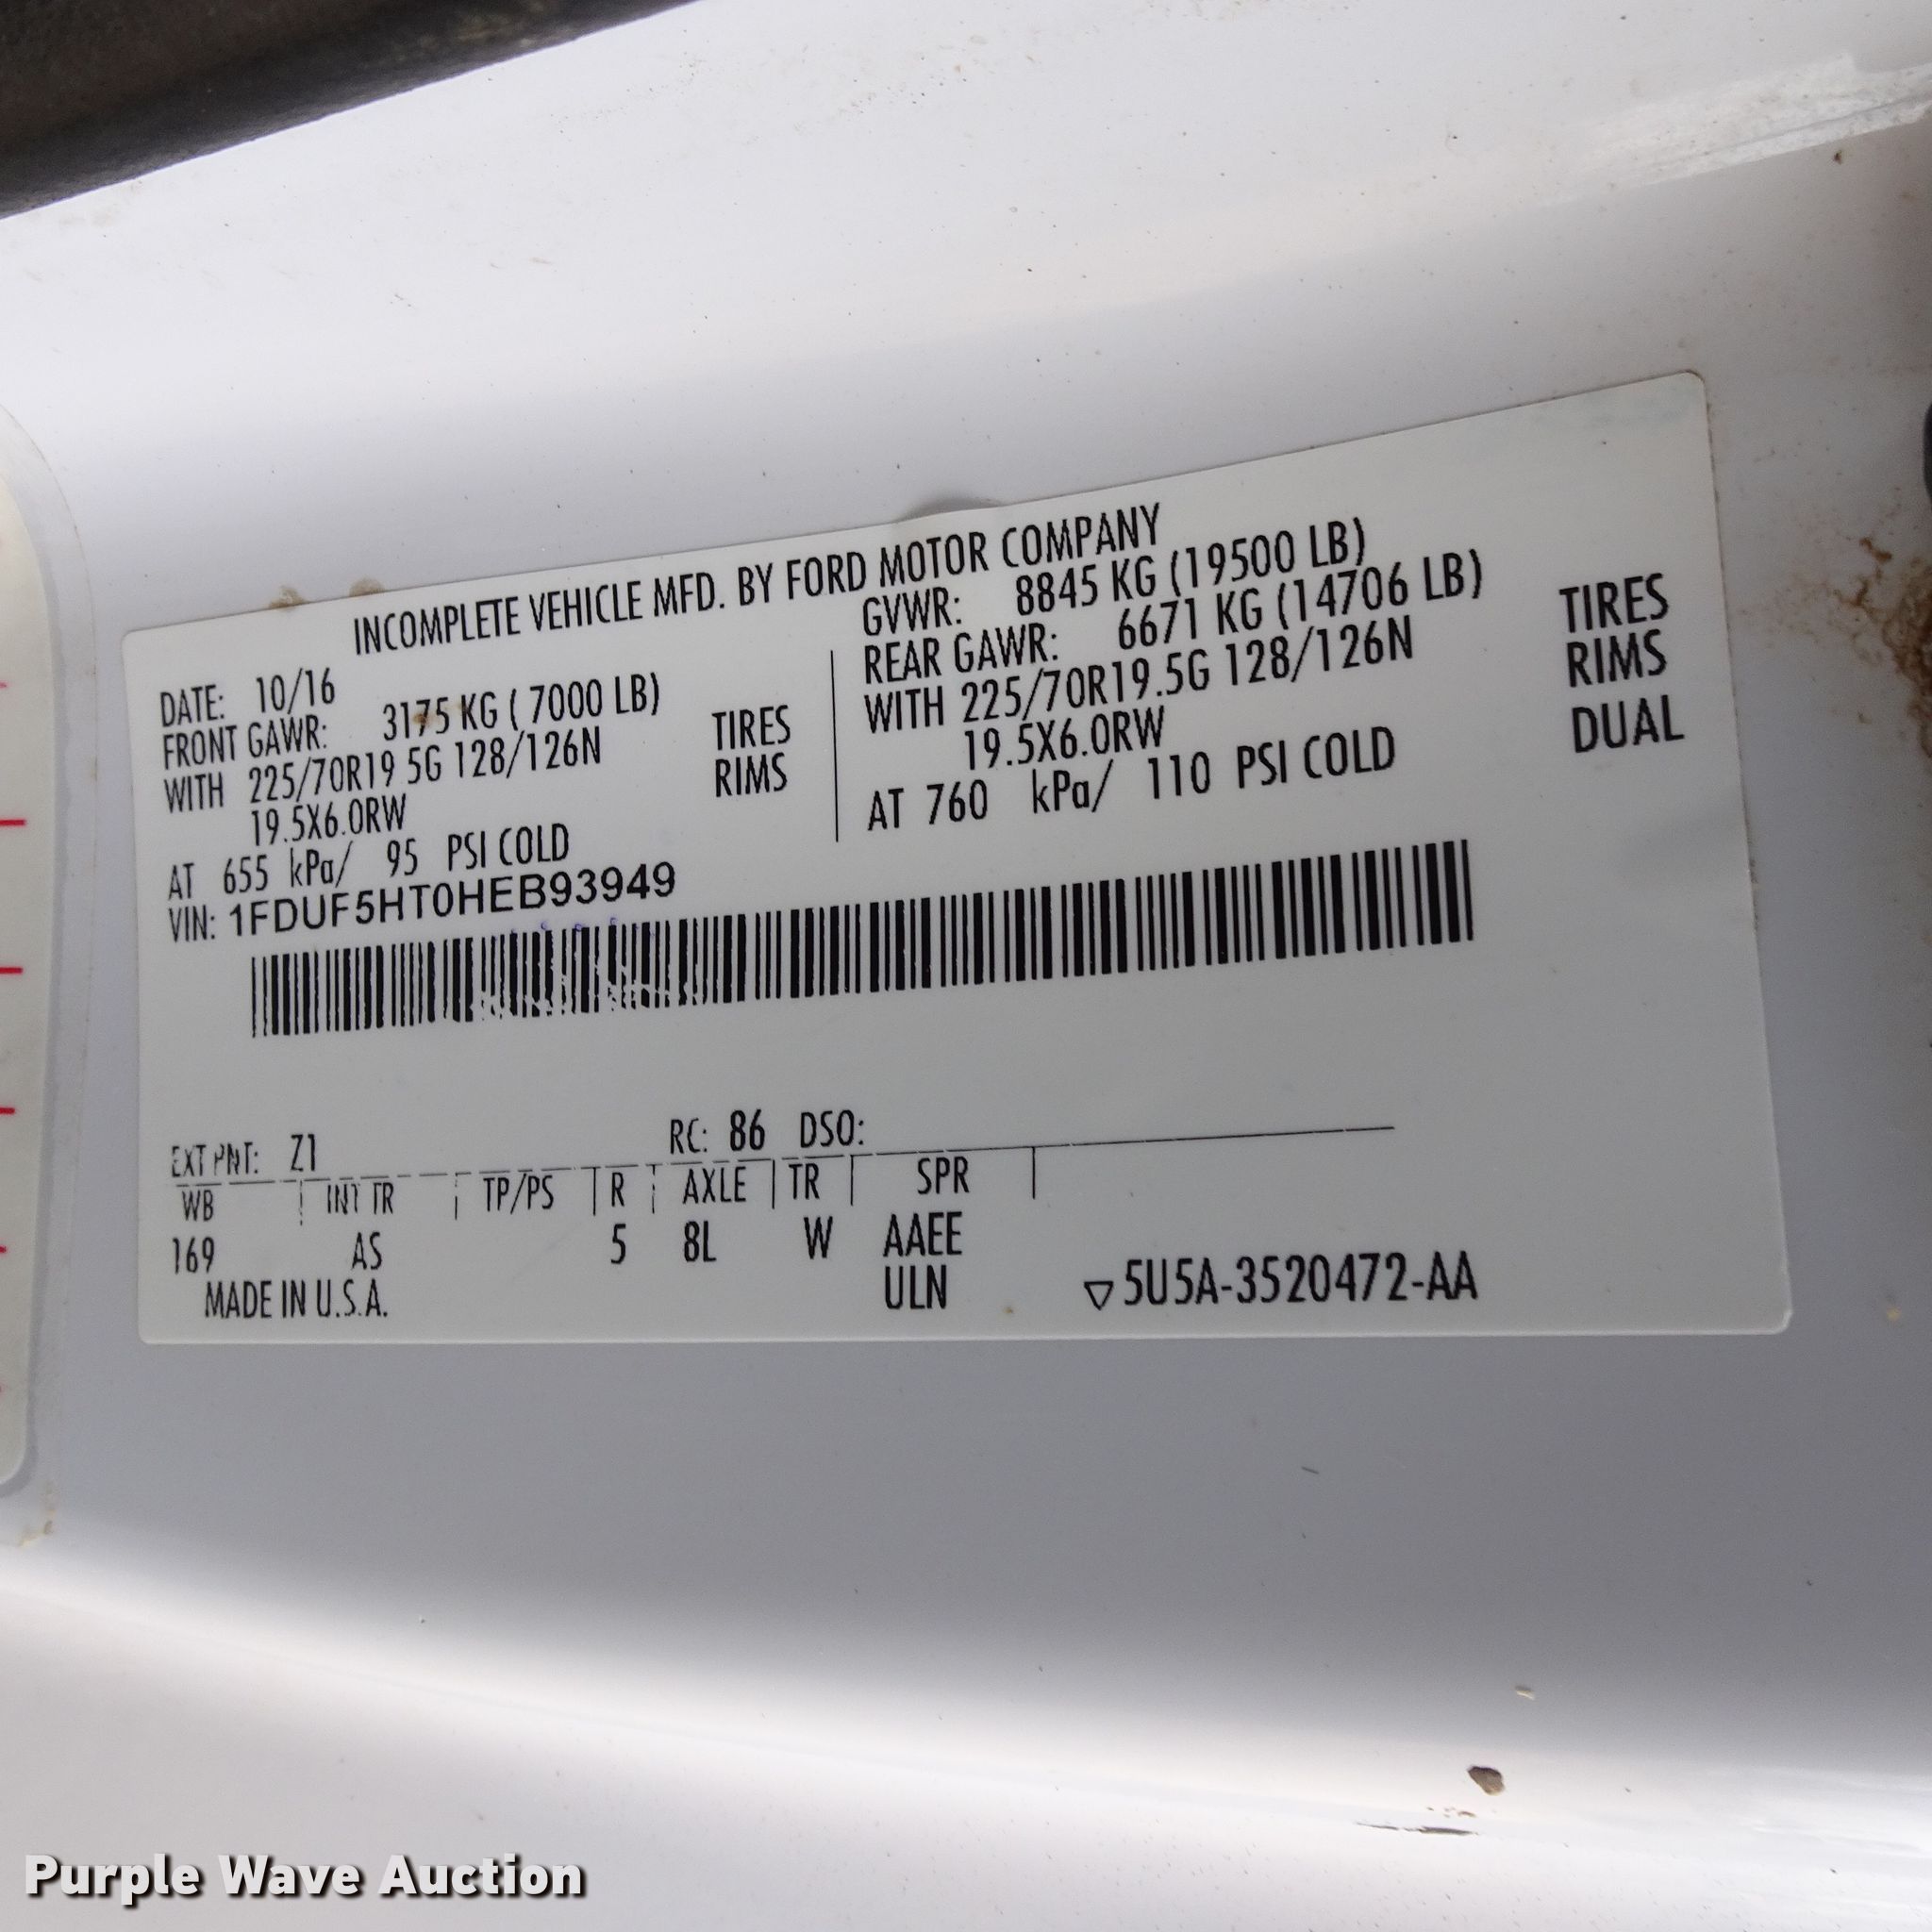 INCOMPLETE VEHICLE MFD. BY FORD MOTOR COMPANY
DATE: 10/16
GVWR: 8845 KG (19500 LB)
FRONT GAWR: 3175 KG ( 7000 LB)
REAR GAWR: 6671 KG (14706 LB)
WITH 225/70R19 5G 128/126N TIRES
WITH 225/70R19.5G 128/126N TIRES
19.5X6.0RW RIMS
19.5X6.0RW RIMS
AT 655 kPa/ 95 PSI COLD
AT 760 kPa/ 110 PSI COLD DUAL
VIN: 1FDUF5HT0HEB93949
EXT PNT: Z1 RC: 86 DSO:
WB INT TR TP/PS R AXLE TR SPR
169 AS 5 8L W AAEE
MADE IN U.S.A. ULN 5U5A-3520472-AA
Purple Wave Auction